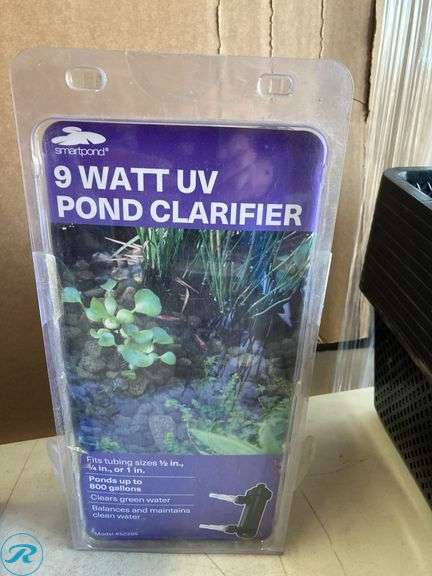 smartpond®
9 WATT UV
POND CLARIFIER
Fits tubing sizes ½ in.,
¾ in., or 1 in.
Ponds up to
800 gallons
Clears green water
Balances and maintains
clean water
Model
R